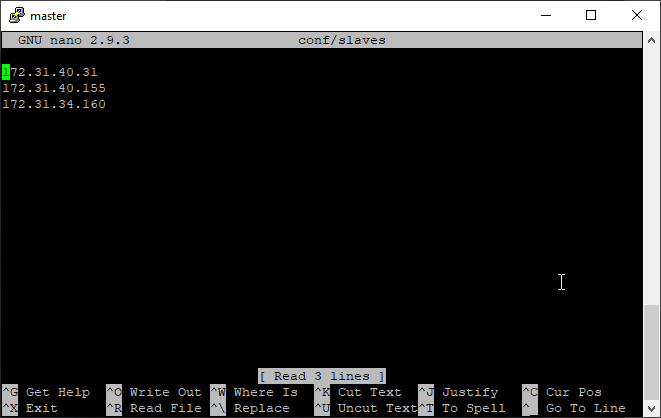 master
GNU nano 2.9.3 conf/slaves
172.31.40.31
172.31.40.155
172.31.34.160
[ Read 3 lines ]
^G Get Help ^O Write Out ^W Where Is ^K Cut Text ^J Justify ^C Cur Pos
^X Exit ^R Read File ^\ Replace ^U Uncut Text ^T To Spell ^_ Go To Line